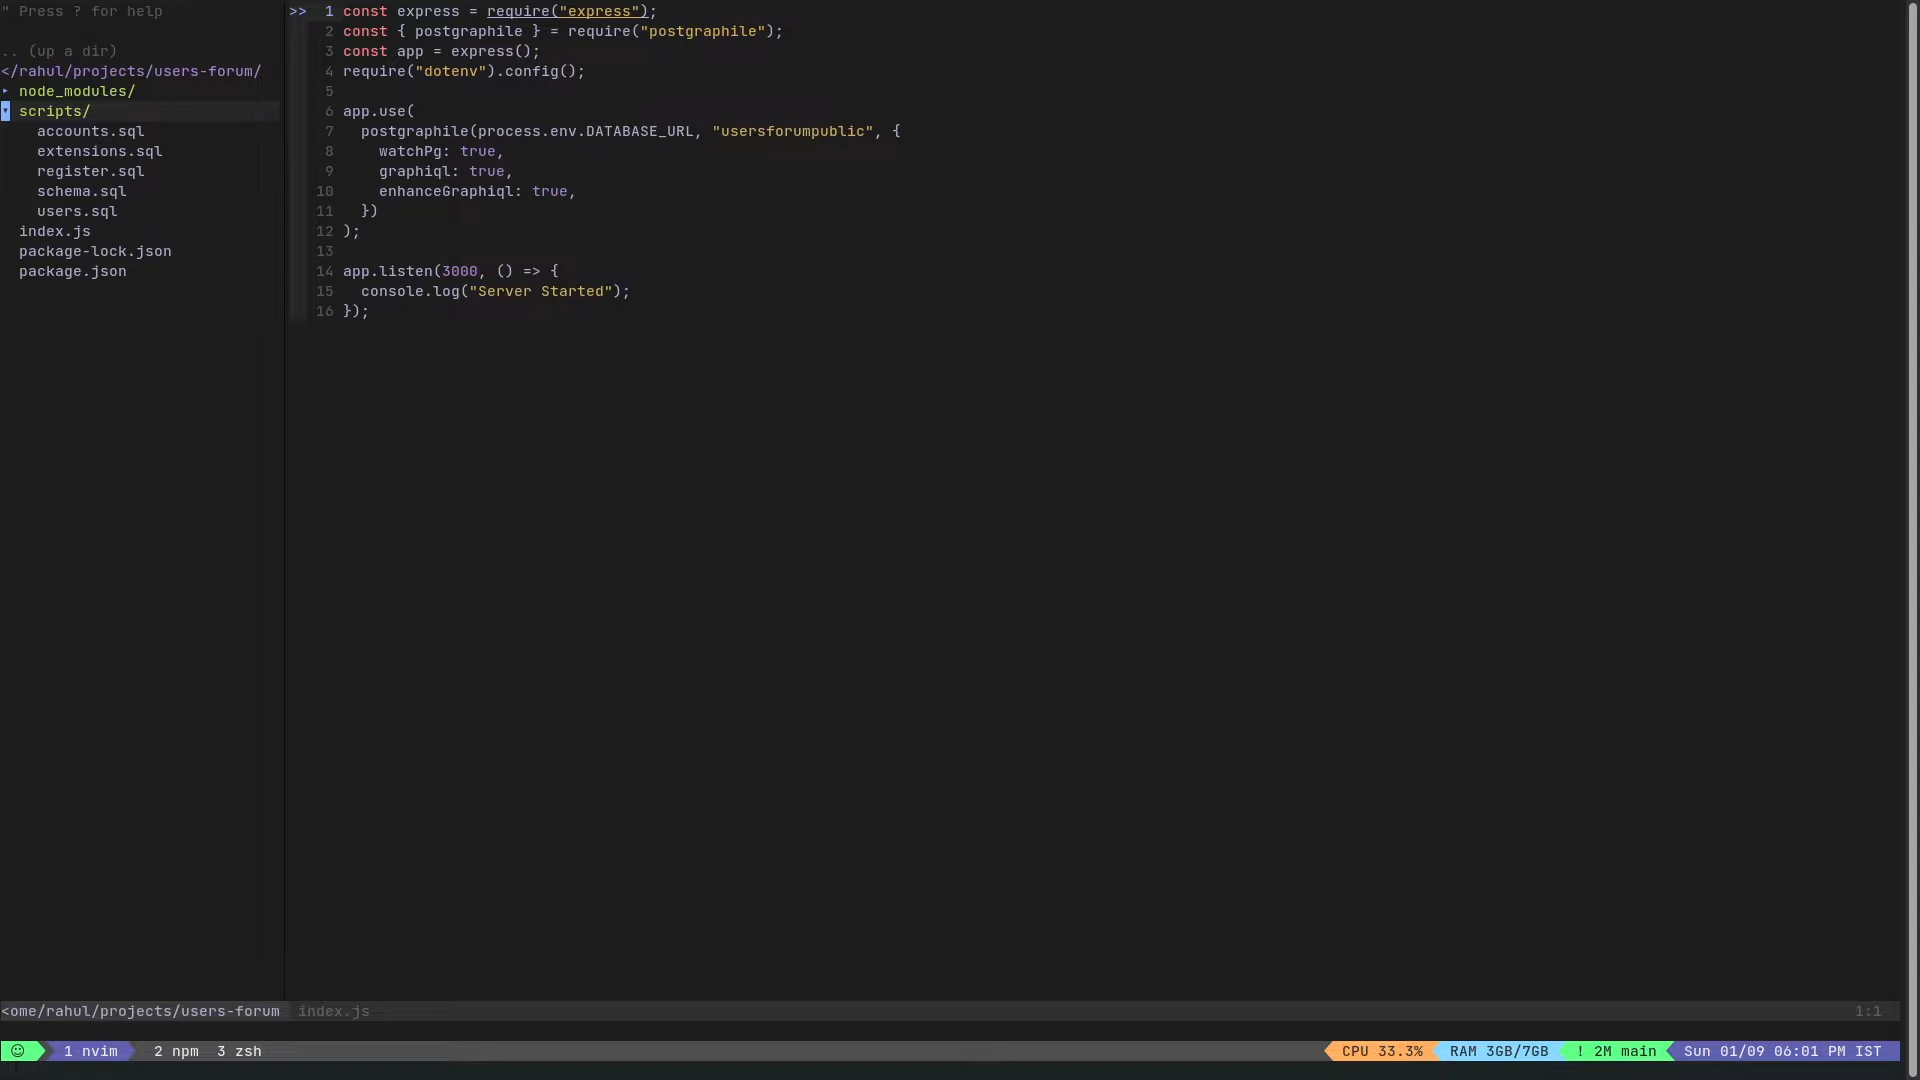 " Press ? for help
.. (up a dir)
</rahul/projects/users-forum/
▸ node_modules/
▾ scripts/
accounts.sql
extensions.sql
register.sql
schema.sql
users.sql
index.js
package-lock.json
package.json
>> 1 const express = require("express");
2 const { postgraphile } = require("postgraphile");
3 const app = express();
4 require("dotenv").config();
5
6 app.use(
7   postgraphile(process.env.DATABASE_URL, "usersforumpublic", {
8     watchPg: true,
9     graphiql: true,
10     enhanceGraphiql: true,
11   })
12 );
13
14 app.listen(3000, () => {
15   console.log("Server Started");
16 });
<ome/rahul/projects/users-forum index.js 1:1
☺ 1 nvim 2 npm 3 zsh CPU 33.3% RAM 3GB/7GB ! 2M main Sun 01/09 06:01 PM IST